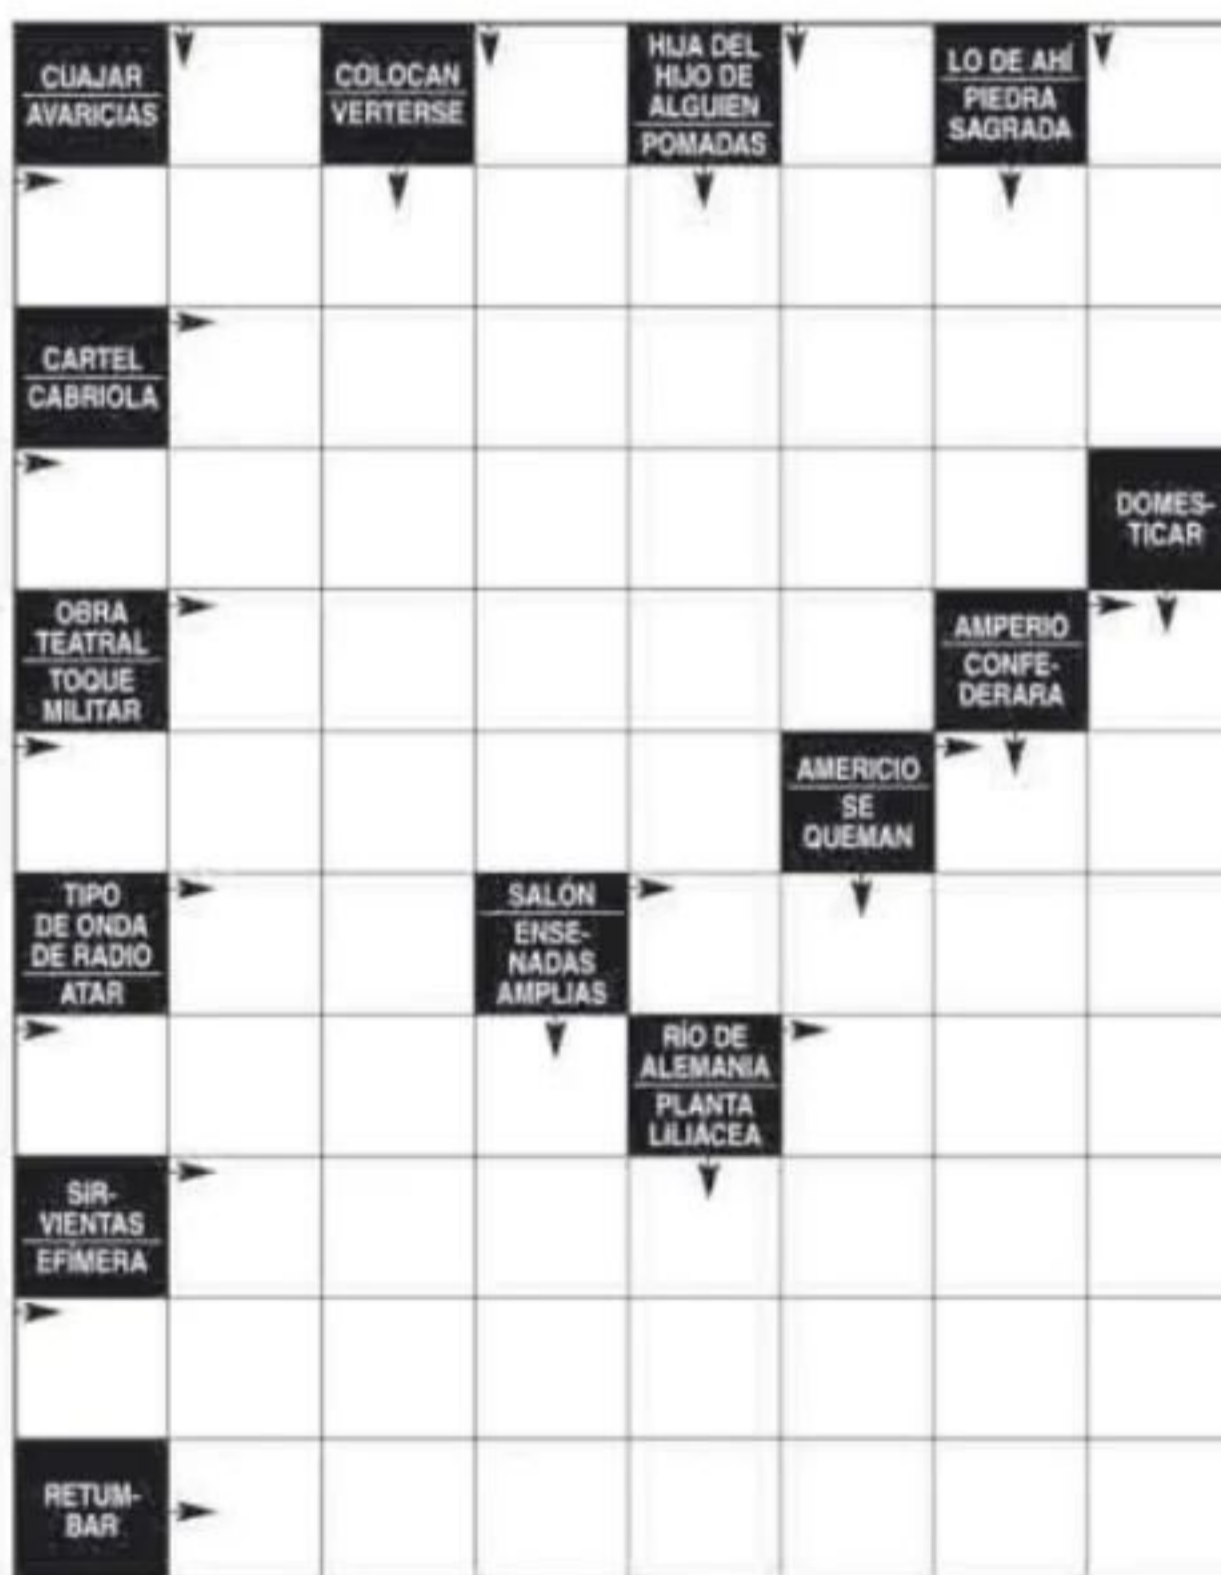 CUAJAR
AVARICIAS
COLOCAN
VERTERSE
HIJA DEL
HIJO DE
ALGUIEN
POMADAS
LO DE AHÍ
PIEDRA
SAGRADA
CARTEL
CABRIOLA
DOMES-
TICAR
OBRA
TEATRAL
TOQUE
MILITAR
AMPERIO
CONFE-
DERARA
AMERICIO
SE
QUEMAN
TIPO
DE ONDA
DE RADIO
ATAR
SALÓN
ENSE-
NADAS
AMPLIAS
RÍO DE
ALEMANIA
PLANTA
LILIÁCEA
SIR-
VIENTAS
EFÍMERA
RETUM-
BAR